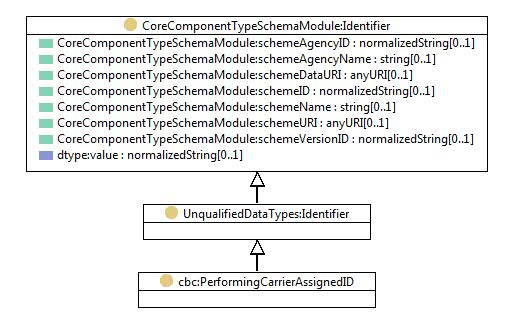 CoreComponentTypeSchemaModule:Identifier
CoreComponentTypeSchemaModule:schemeAgencyID : normalizedString[0..1]
CoreComponentTypeSchemaModule:schemeAgencyName : string[0..1]
CoreComponentTypeSchemaModule:schemeDataURI : anyURI[0..1]
CoreComponentTypeSchemaModule:schemeID : normalizedString[0..1]
CoreComponentTypeSchemaModule:schemeName : string[0..1]
CoreComponentTypeSchemaModule:schemeURI : anyURI[0..1]
CoreComponentTypeSchemaModule:schemeVersionID : normalizedString[0..1]
dtype:value : normalizedString[0..1]
UnqualifiedDataTypes:Identifier
cbc:PerformingCarrierAssignedID